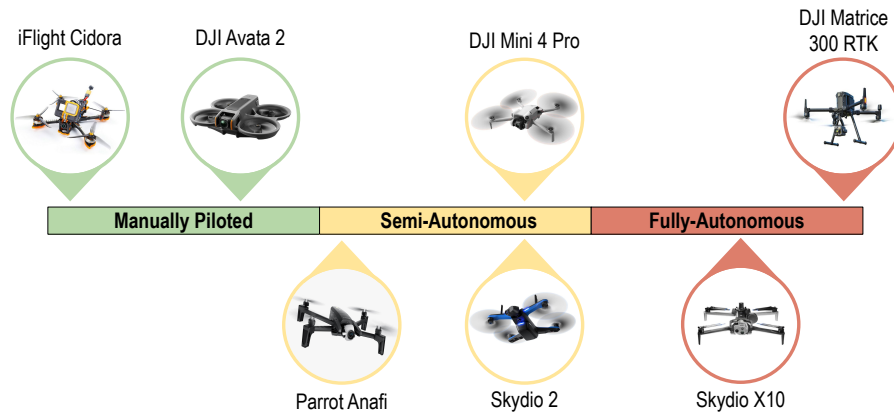 iFlight Cidora
DJI Avata 2
DJI Mini 4 Pro
DJI Matrice
300 RTK
Manually Piloted
Semi-Autonomous
Fully-Autonomous
Parrot Anafi
Skydio 2
Skydio X10